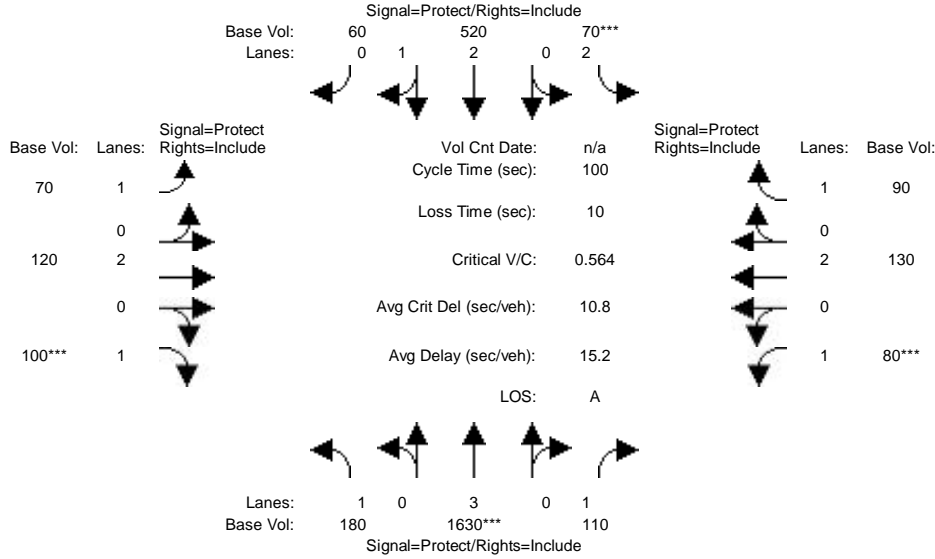 Signal=Protect/Rights=Include
Base Vol: 60 520 70***
Lanes: 0 1 2 0 2
Signal=Protect
Base Vol: Lanes: Rights=Include
Vol Cnt Date: n/a
Signal=Protect
Rights=Include Lanes: Base Vol:
Cycle Time (sec): 100
70 1
1 90
Loss Time (sec): 10
0
0
120 2
Critical V/C: 0.564
2 130
0
Avg Crit Del (sec/veh): 10.8
0
100*** 1
Avg Delay (sec/veh): 15.2
1 80***
LOS: A
Lanes: 1 0 3 0 1
Base Vol: 180 1630*** 110
Signal=Protect/Rights=Include